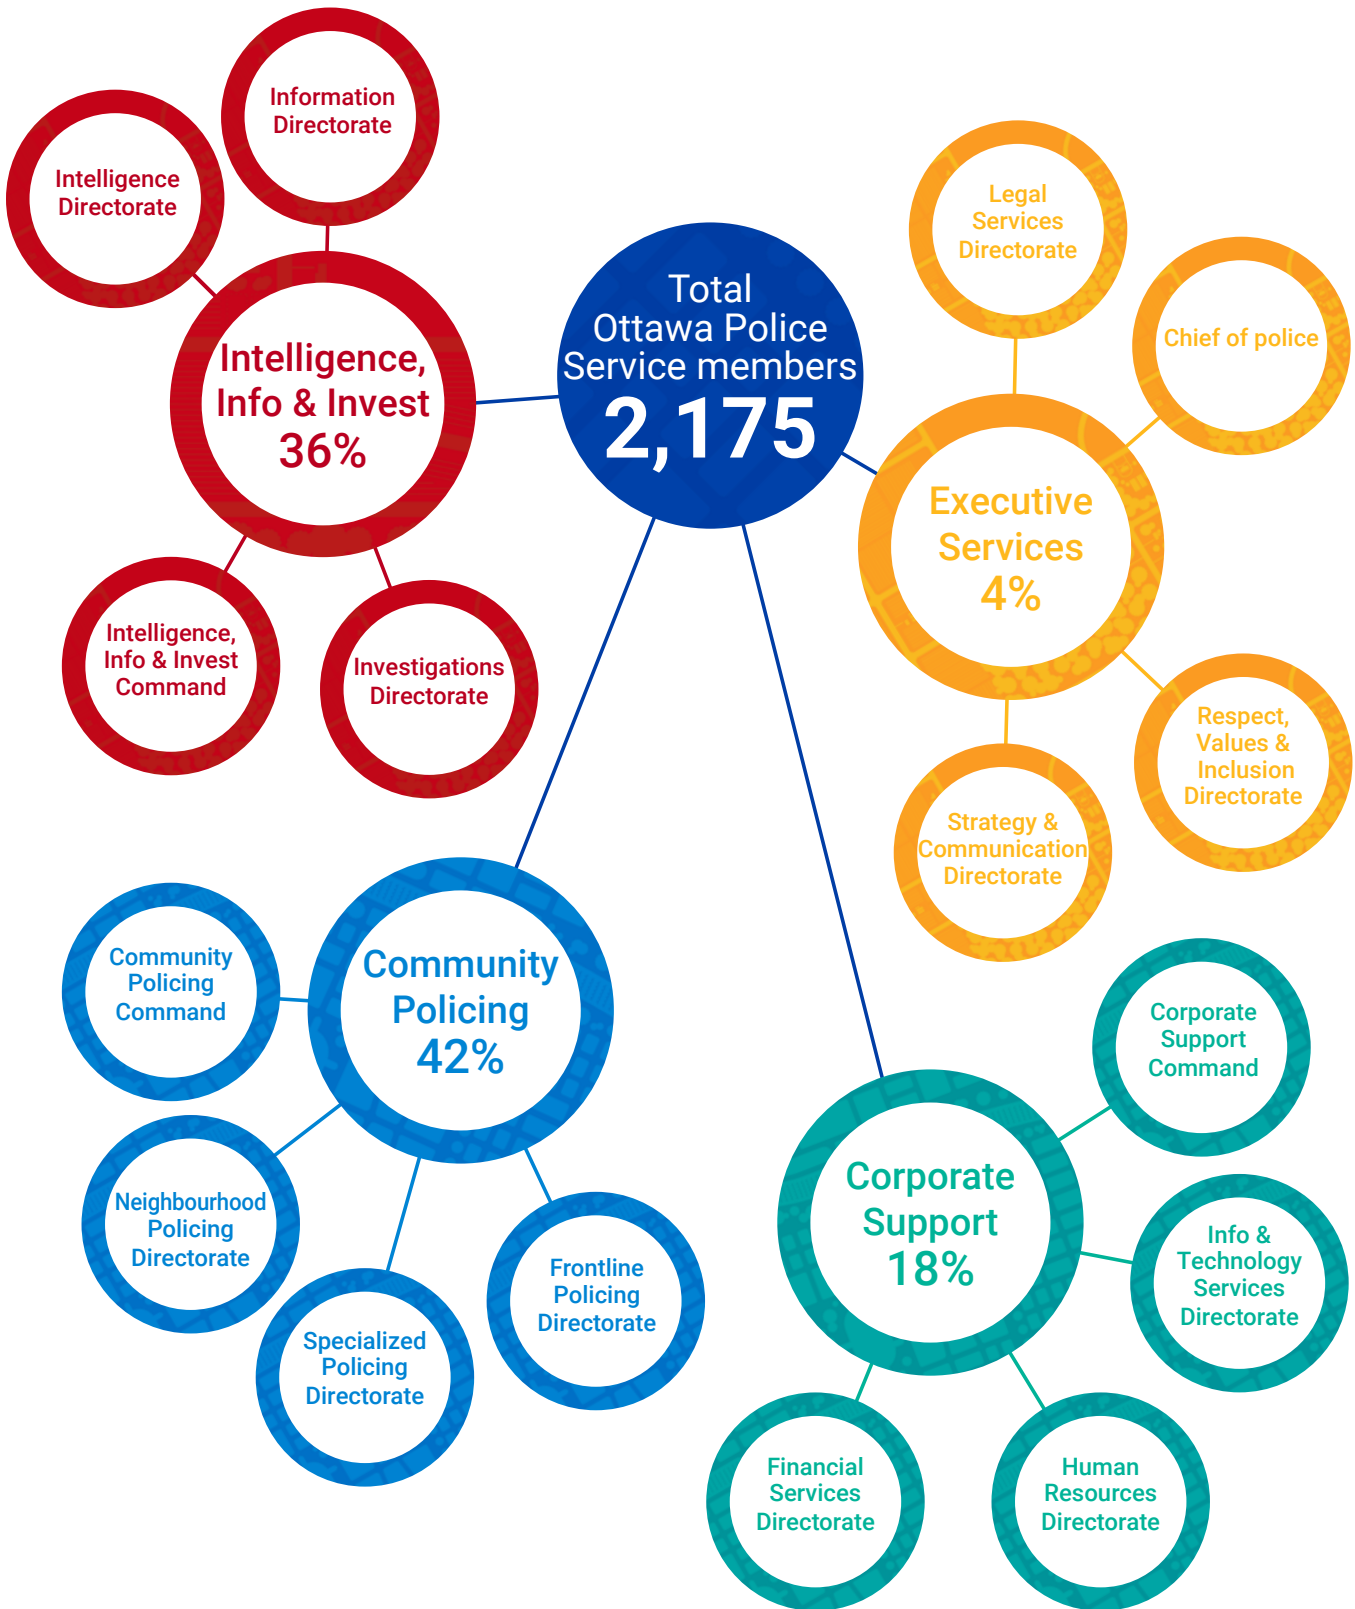 Information
Directorate
Intelligence
Directorate
Intelligence,
Info & Invest
36%
Intelligence,
Info & Invest
Command
Investigations
Directorate
Total
Ottawa Police
Service members
2,175
Legal
Services
Directorate
Chief of police
Executive
Services
4%
Respect,
Values &
Inclusion
Directorate
Strategy &
Communication
Directorate
Community
Policing
42%
Community
Policing
Command
Neighbourhood
Policing
Directorate
Specialized
Policing
Directorate
Frontline
Policing
Directorate
Corporate
Support
18%
Corporate
Support
Command
Info &
Technology
Services
Directorate
Human
Resources
Directorate
Financial
Services
Directorate